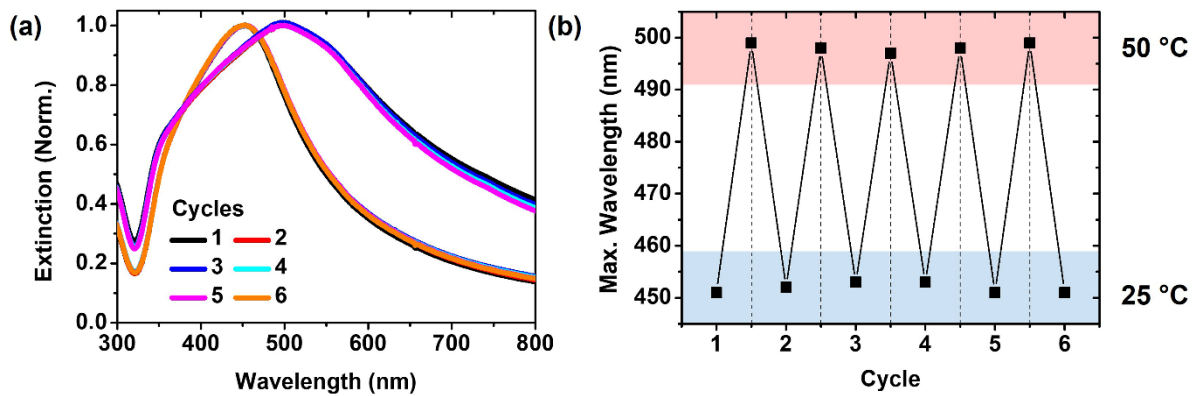 (a)
Extinction (Norm.)
1.0
0.8
0.6
0.4
0.2
0.0
Cycles
1 2
3 4
5 6
300 400 500 600 700 800
Wavelength (nm)
(b)
Max. Wavelength (nm)
500
490
480
470
460
450
50 °C
25 °C
1 2 3 4 5 6
Cycle